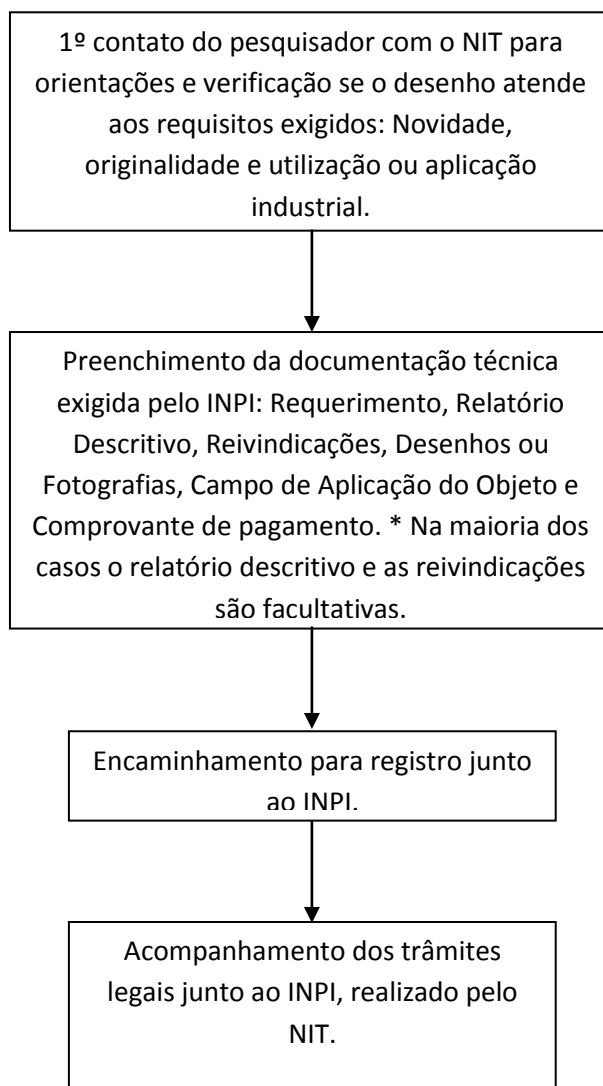 1º contato do pesquisador com o NIT para
orientações e verificação se o desenho atende
aos requisitos exigidos: Novidade,
originalidade e utilização ou aplicação
industrial.
Preenchimento da documentação técnica
exigida pelo INPI: Requerimento, Relatório
Descritivo, Reivindicações, Desenhos ou
Fotografias, Campo de Aplicação do Objeto e
Comprovante de pagamento. * Na maioria dos
casos o relatório descritivo e as reivindicações
são facultativas.
Encaminhamento para registro junto
ao INPI.
Acompanhamento dos trâmites
legais junto ao INPI, realizado pelo
NIT.